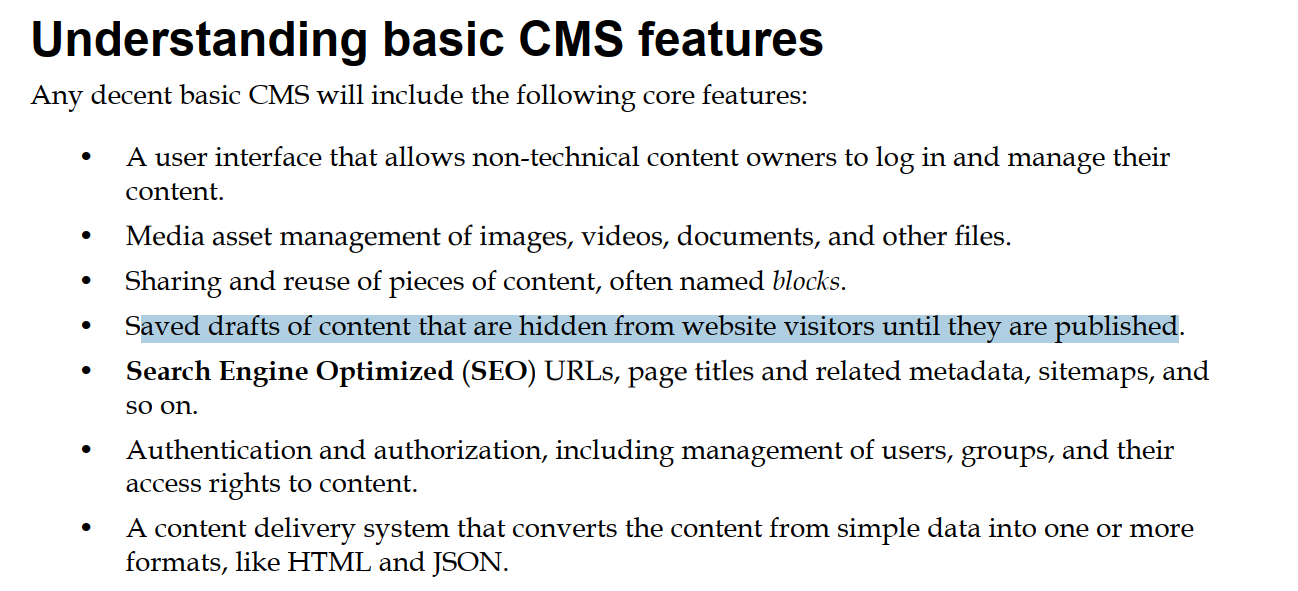 Understanding basic CMS features
Any decent basic CMS will include the following core features:
• A user interface that allows non-technical content owners to log in and manage their
content.
• Media asset management of images, videos, documents, and other files.
• Sharing and reuse of pieces of content, often named blocks.
• Saved drafts of content that are hidden from website visitors until they are published.
• Search Engine Optimized (SEO) URLs, page titles and related metadata, sitemaps, and
so on.
• Authentication and authorization, including management of users, groups, and their
access rights to content.
• A content delivery system that converts the content from simple data into one or more
formats, like HTML and JSON.